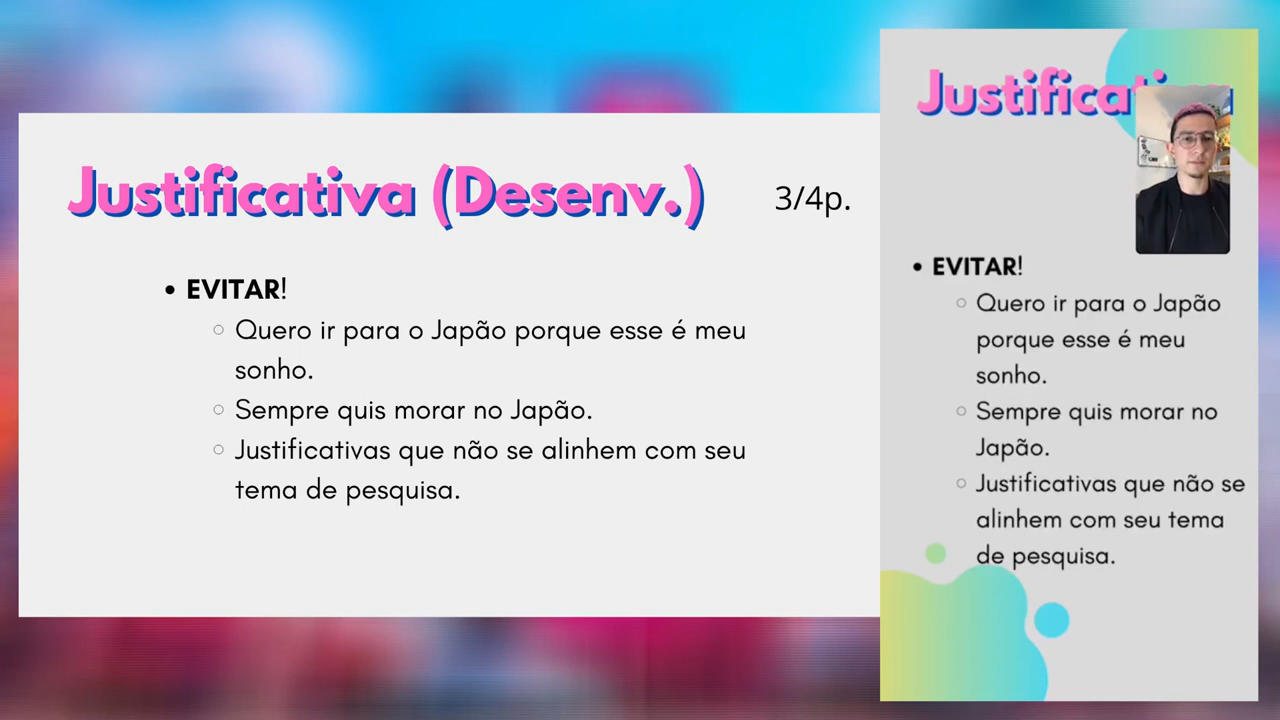 Justificativa (Desenv.)
3/4p.
• EVITAR!
○ Quero ir para o Japão porque esse é meu
sonho.
○ Sempre quis morar no Japão.
○ Justificativas que não se alinhem com seu
tema de pesquisa.
Justificati
• EVITAR!
○ Quero ir para o Japão
porque esse é meu
sonho.
○ Sempre quis morar no
Japão.
○ Justificativas que não se
alinhem com seu tema
de pesquisa.